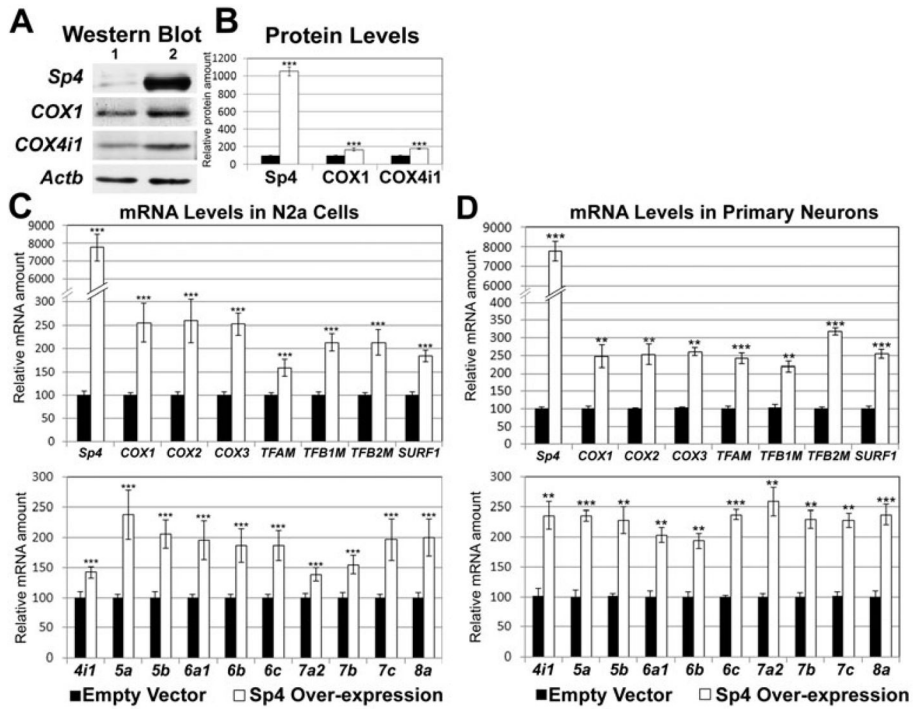 A
Western Blot
1 2
Sp4
COX1
COX4i1
Actb
B
Protein Levels
Relative protein amount
1200
1000
800
600
400
200
0
***
***
***
Sp4 COX1 COX4i1
C
mRNA Levels in N2a Cells
Relative mRNA amount
9000
8000
7000
6000
300
250
200
150
100
50
0
*** *** *** *** *** *** *** ***
Sp4 COX1 COX2 COX3 TFAM TFB1M TFB2M SURF1
Relative mRNA amount
300
250
200
150
100
50
0
*** *** *** *** *** *** *** *** *** ***
4i1 5a 5b 6a1 6b 6c 7a2 7b 7c 8a
Empty Vector Sp4 Over-expression
D
mRNA Levels in Primary Neurons
Relative mRNA amount
9000
8000
7000
6000
400
350
300
250
200
150
100
50
0
*** ** ** ** *** ** *** ***
Sp4 COX1 COX2 COX3 TFAM TFB1M TFB2M SURF1
Relative mRNA amount
300
250
200
150
100
50
0
** *** ** ** ** *** ** ** ** ***
4i1 5a 5b 6a1 6b 6c 7a2 7b 7c 8a
Empty Vector Sp4 Over-expression